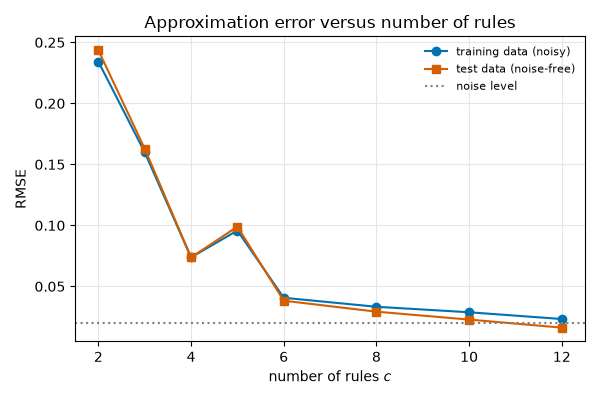 Approximation error versus number of rules
training data (noisy)
test data (noise-free)
noise level
RMSE
0.25
0.20
0.15
0.10
0.05
2 4 6 8 10 12
number of rules c